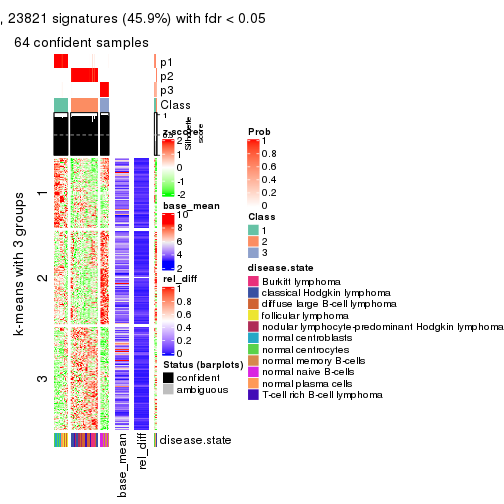 , 23821 signatures (45.9%) with fdr < 0.05
64 confident samples
p1
p2
p3
Class
1
0.5
0
Silhouette
score
k-means with 3 groups
1
2
3
z-scores
2
1
0
-1
-2
base_mean
10
8
6
4
2
rel_diff
1
0.8
0.6
0.4
0.2
0
Status (barplots)
confident
ambiguous
Prob
1
0.8
0.6
0.4
0.2
0
Class
1
2
3
disease.state
Burkitt lymphoma
classical Hodgkin lymphoma
diffuse large B-cell lymphoma
follicular lymphoma
nodular lymphocyte-predominant Hodgkin lymphoma
normal centroblasts
normal centrocytes
normal memory B-cells
normal naive B-cells
normal plasma cells
T-cell rich B-cell lymphoma
disease.state
base_mean
rel_diff